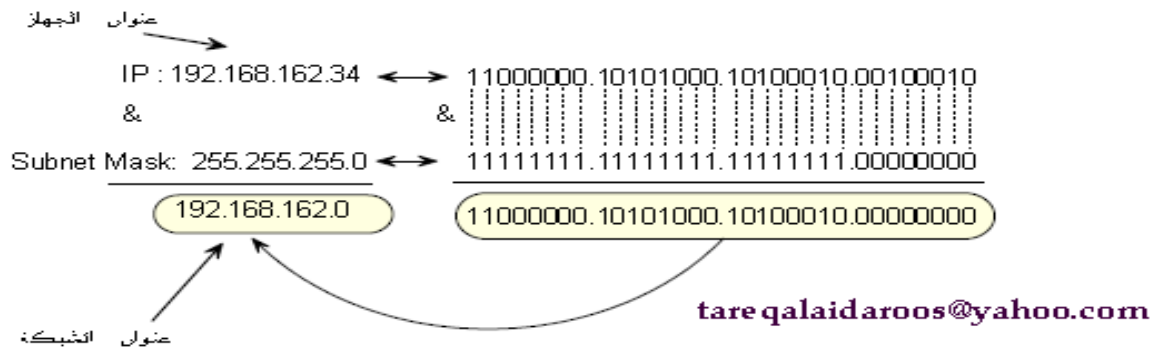 عنوان الجهاز
IP : 192.168.162.34 11000000.10101000.10100010.00100010
& &
Subnet Mask: 255.255.255.0 11111111.11111111.11111111.00000000
192.168.162.0 11000000.10101000.10100010.00000000
tareqalaidaroos@yahoo.com
عنوان الشبكة